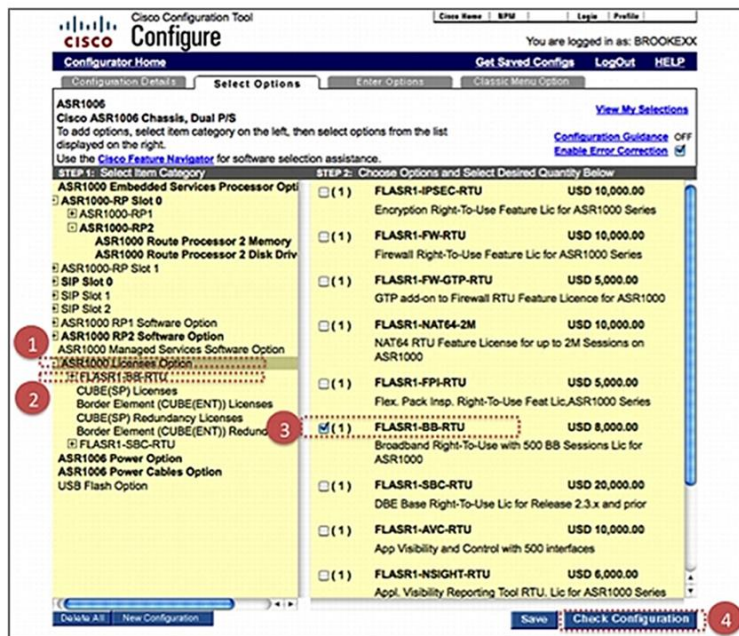 Cisco Configuration Tool
CISCO
Configure
Cisco Home | NPM | Login | Profile
You are logged in as: BROOKEXX
Configurator Home
Get Saved Configs LogOut HELP
Configuration Details
Select Options
Enter Options
Classic Menu Option
ASR1006
Cisco ASR1006 Chassis, Dual P/S
To add options, select item category on the left, then select options from the list
displayed on the right.
Use the Cisco Feature Navigator for software selection assistance.
View My Selections
Configuration Guidance OFF
Enable Error Correction
STEP 1: Select Item Category
ASR1000 Embedded Services Processor Opti
ASR1000-RP Slot 0
ASR1000-RP1
ASR1000-RP2
ASR1000 Route Processor 2 Memory
ASR1000 Route Processor 2 Disk Driv
ASR1000-RP Slot 1
SIP Slot 0
SIP Slot 1
SIP Slot 2
ASR1000 RP1 Software Option
ASR1000 RP2 Software Option
1
ASR1000 Managed Services Software Option
ASR1000 Licenses Option
2
FLASR1-BB-RTU
CUBE(SP) Licenses
Border Element (CUBE(ENT)) Licenses
CUBE(SP) Redundancy Licenses
Border Element (CUBE(ENT)) Redun
FLASR1-SBC-RTU
ASR1006 Power Option
ASR1006 Power Cables Option
USB Flash Option
STEP 2: Choose Options and Select Desired Quantity Below
(1) FLASR1-IPSEC-RTU USD 10,000.00
Encryption Right-To-Use Feature Lic for ASR1000 Series
(1) FLASR1-FW-RTU USD 10,000.00
Firewall Right-To-Use Feature Lic for ASR1000 Series
(1) FLASR1-FW-GTP-RTU USD 5,000.00
GTP add-on to Firewall RTU Feature Licence for ASR1000
(1) FLASR1-NAT64-2M USD 10,000.00
NAT64 RTU Feature License for up to 2M Sessions on
ASR1000
(1) FLASR1-FPI-RTU USD 5,000.00
Flex. Pack Insp. Right-To-Use Feat Lic,ASR1000 Series
3
(1) FLASR1-BB-RTU USD 8,000.00
Broadband Right-To-Use with 500 BB Sessions Lic for
ASR1000
(1) FLASR1-SBC-RTU USD 20,000.00
DBE Base Right-To-Use Lic for Release 2.3.x and prior
(1) FLASR1-AVC-RTU USD 10,000.00
App Visibility and Control with 500 interfaces
(1) FLASR1-NSIGHT-RTU USD 6,000.00
Appl. Visibility Reporting Tool RTU. Lic for ASR1000 Series
Delete All
New Configuration
Save
Check Configuration
4